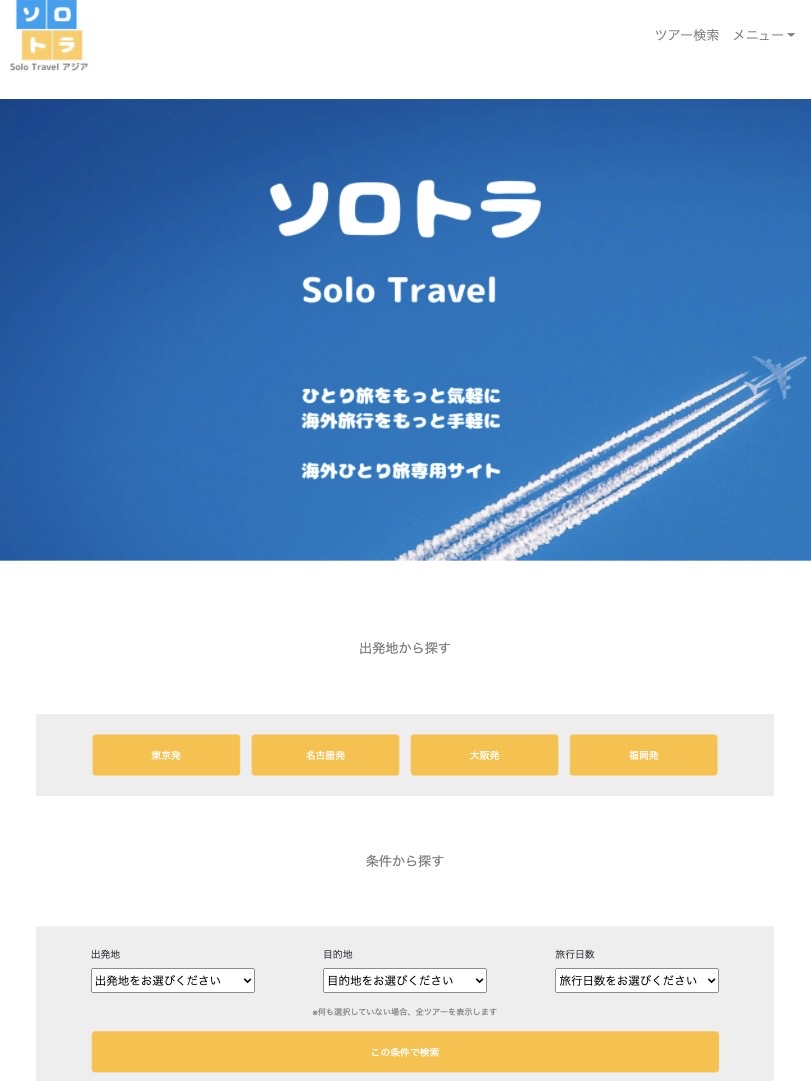 ソロ
トラ
Solo Travel アジア
ツアー検索 メニュー
ソロトラ
Solo Travel
ひとり旅をもっと気軽に
海外旅行をもっと手軽に
海外ひとり旅専用サイト
出発地から探す
東京発 名古屋発 大阪発 福岡発
条件から探す
出発地 目的地 旅行日数
出発地をお選びください 目的地をお選びください 旅行日数をお選びください
※何も選択していない場合、全ツアーを表示します
この条件で検索